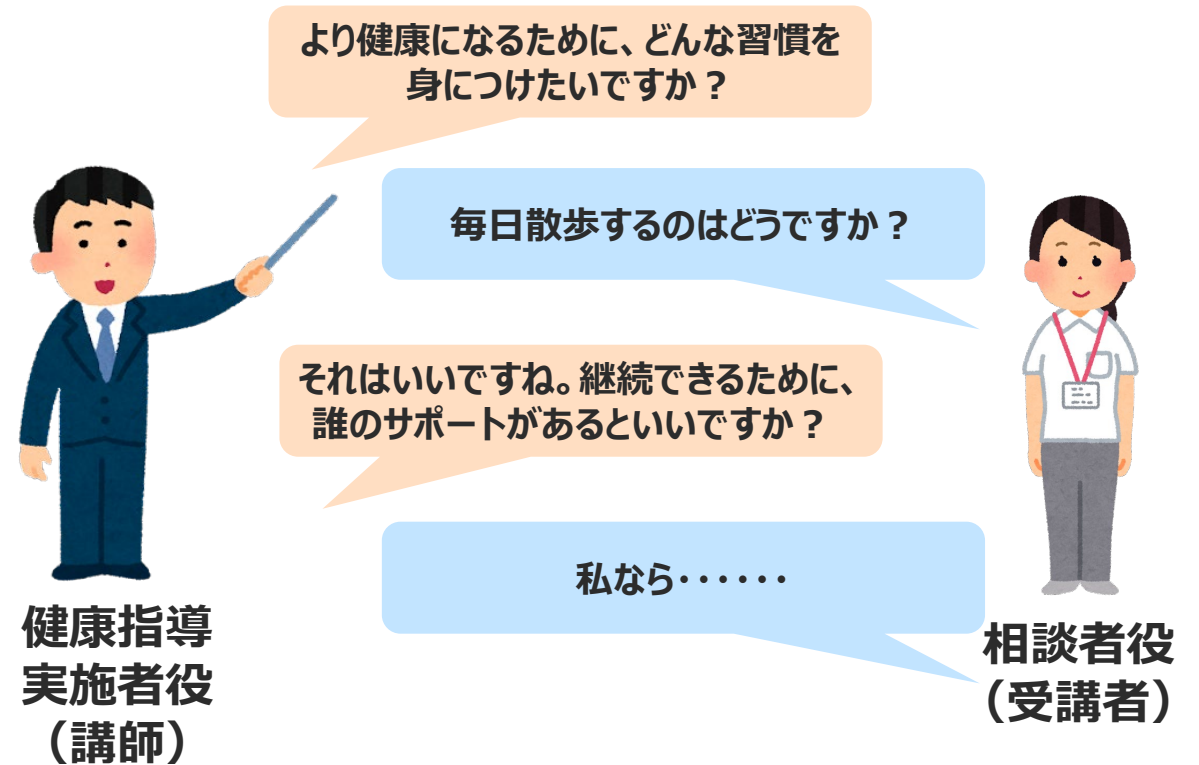 より健康になるために、どんな習慣を
身につけたいですか？
毎日散歩するのはどうですか？
それはいいですね。継続できるために、
誰のサポートがあるといいですか？
私なら・・・・・・
健康指導
実施者役
（講師）
相談者役
（受講者）